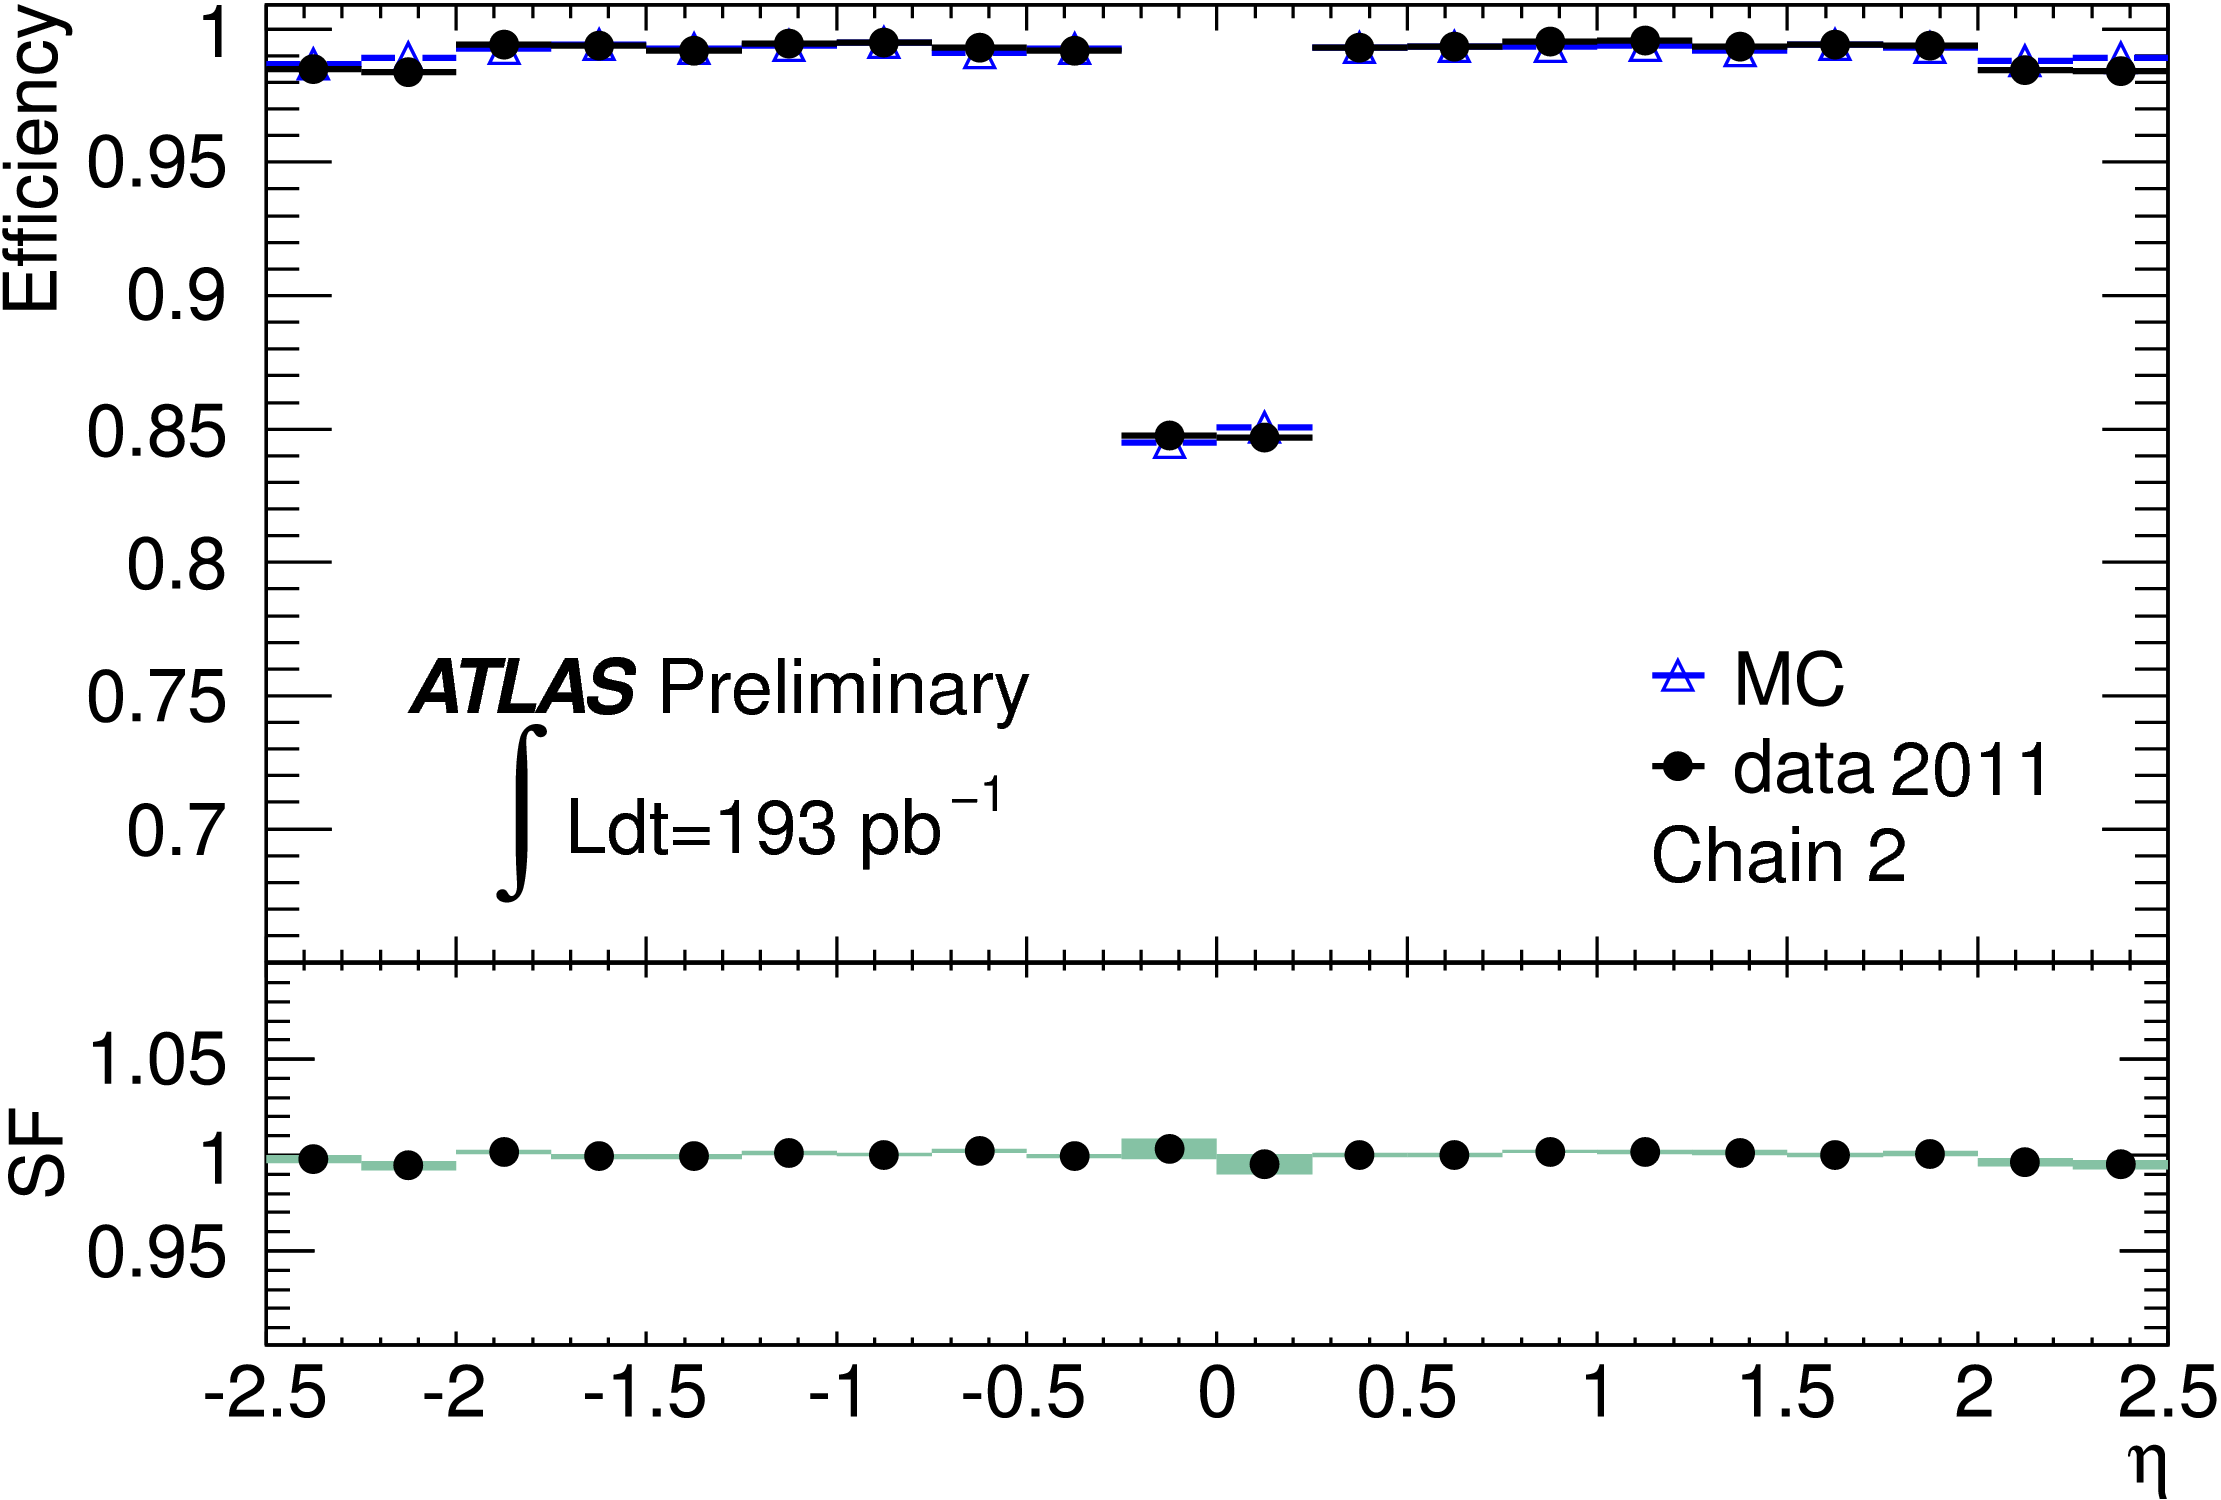 Efficiency
1
0.95
0.9
0.85
0.8
0.75
0.7
ATLAS Preliminary
∫ Ldt=193 pb⁻¹
MC
data 2011
Chain 2
SF
1.05
1
0.95
-2.5 -2 -1.5 -1 -0.5 0 0.5 1 1.5 2 2.5
η